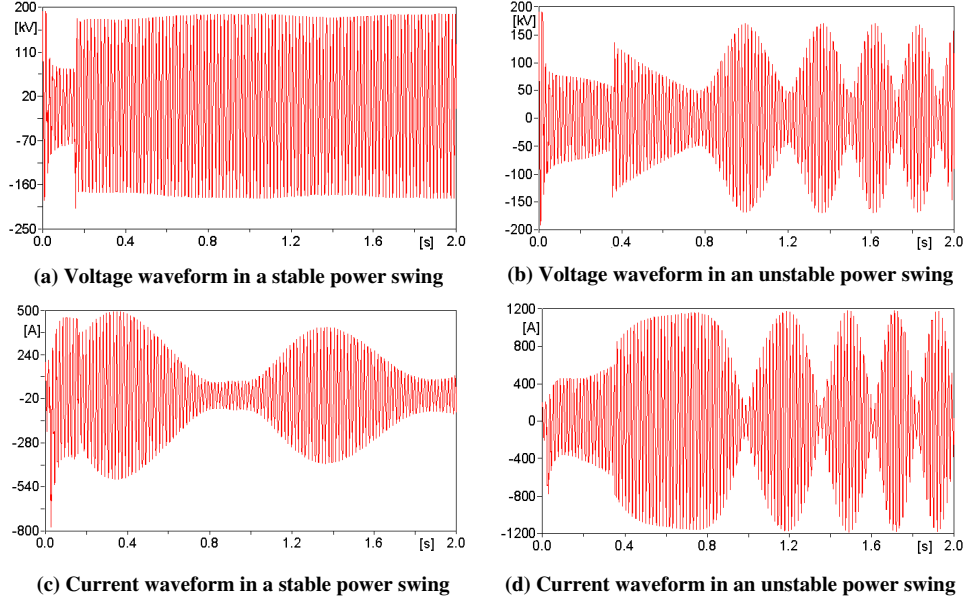 200
[kV]
110
20
-70
-160
-250
0.0 0.4 0.8 1.2 1.6 [s] 2.0
(a) Voltage waveform in a stable power swing
200
[kV]
150
100
50
0
-50
-100
-150
-200
0.0 0.4 0.8 1.2 1.6 [s] 2.0
(b) Voltage waveform in an unstable power swing
500
[A]
240
-20
-280
-540
-800
0.0 0.4 0.8 1.2 1.6 [s] 2.0
(c) Current waveform in a stable power swing
1200
[A]
800
400
0
-400
-800
-1200
0.0 0.4 0.8 1.2 1.6 [s] 2.0
(d) Current waveform in an unstable power swing